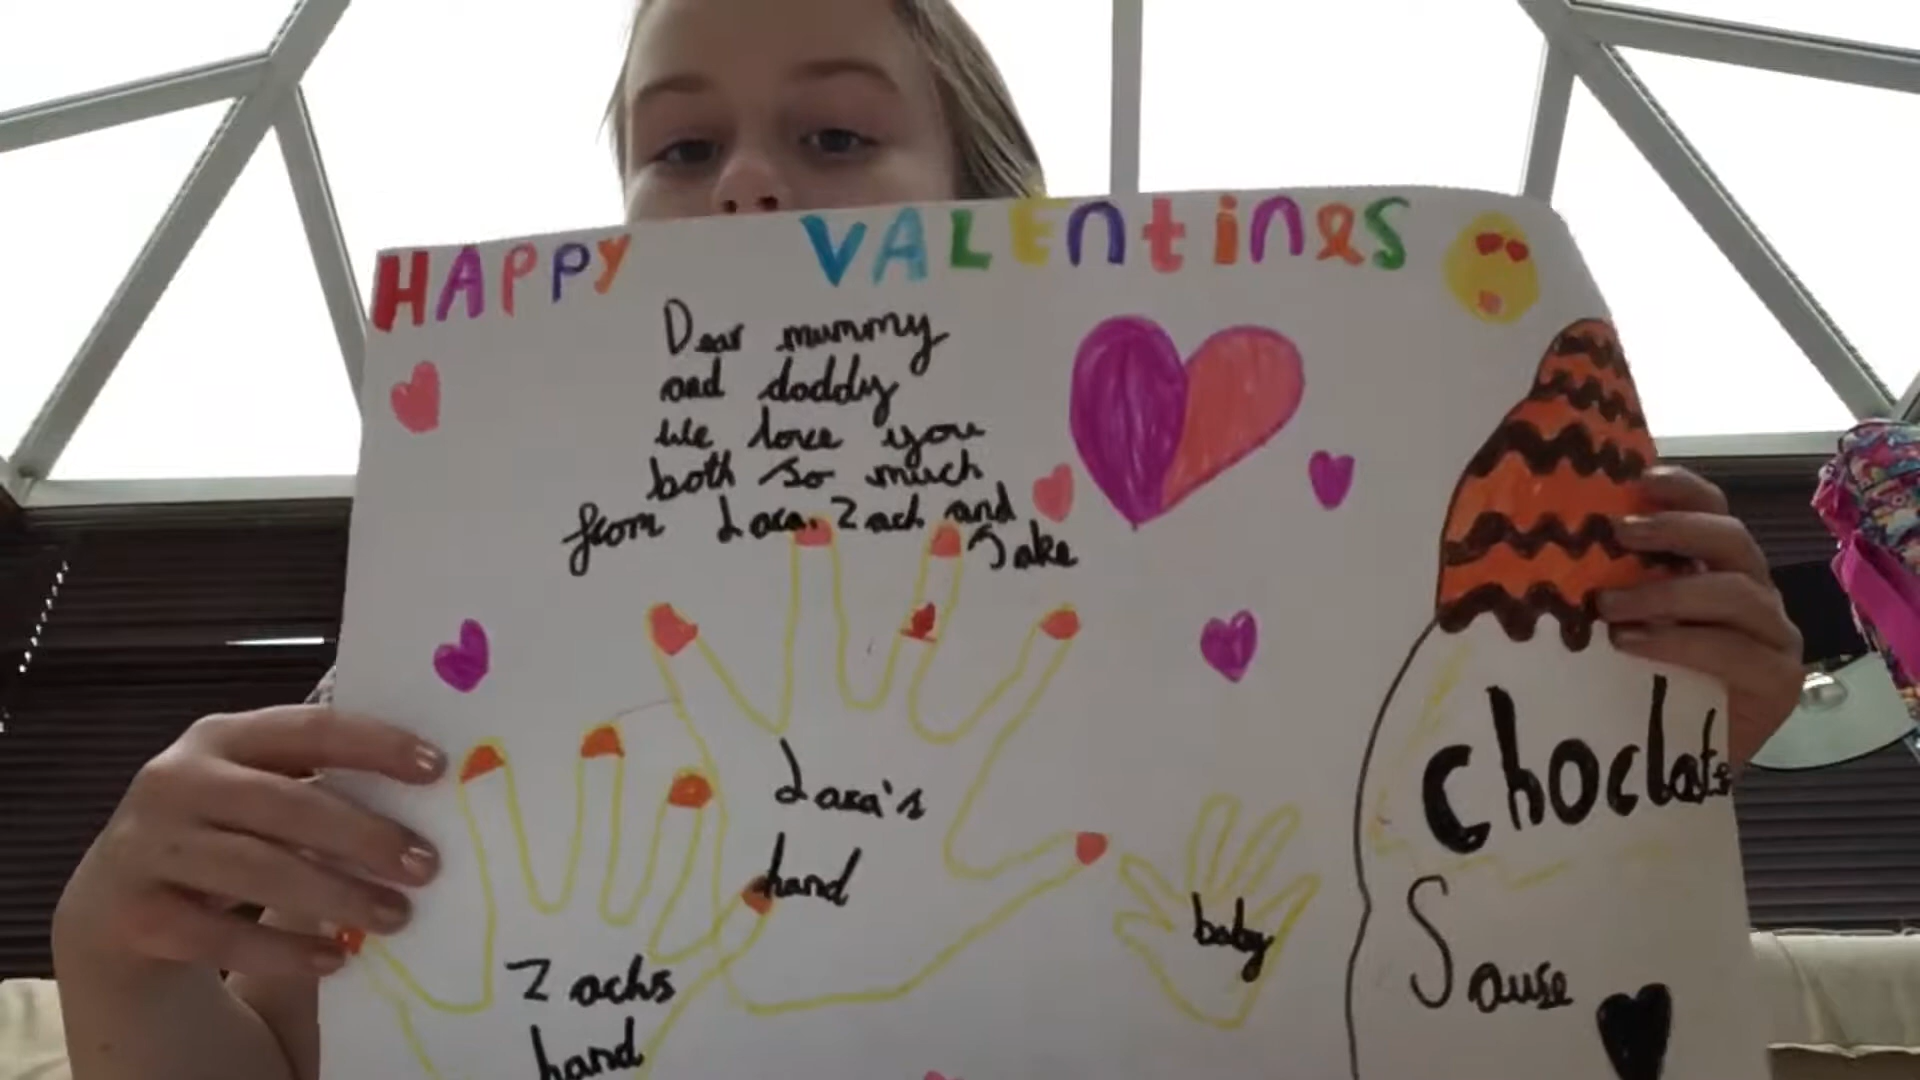 HAPPY VALEntinES
Dear mummy
and daddy
We love you
both so much
from Lara, Zach and
Jake
Lara's
hand
Zachs
hand
baby
choclate
Sause